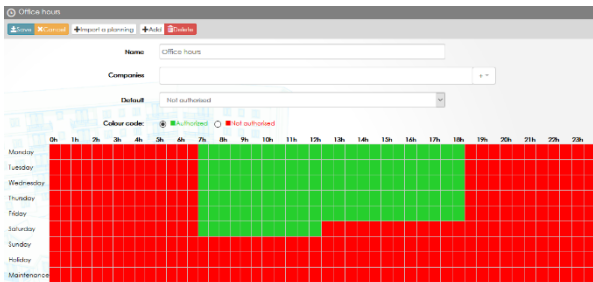 Office hours
Save Cancel Import a planning Add Delete
Name Office hours
Companies
Default Not authorised
Colour code: Authorized Not authorised
0h 1h 2h 3h 4h 5h 6h 7h 8h 9h 10h 11h 12h 13h 14h 15h 16h 17h 18h 19h 20h 21h 22h 23h
Monday
Tuesday
Wednesday
Thursday
Friday
Saturday
Sunday
Holiday
Maintenance